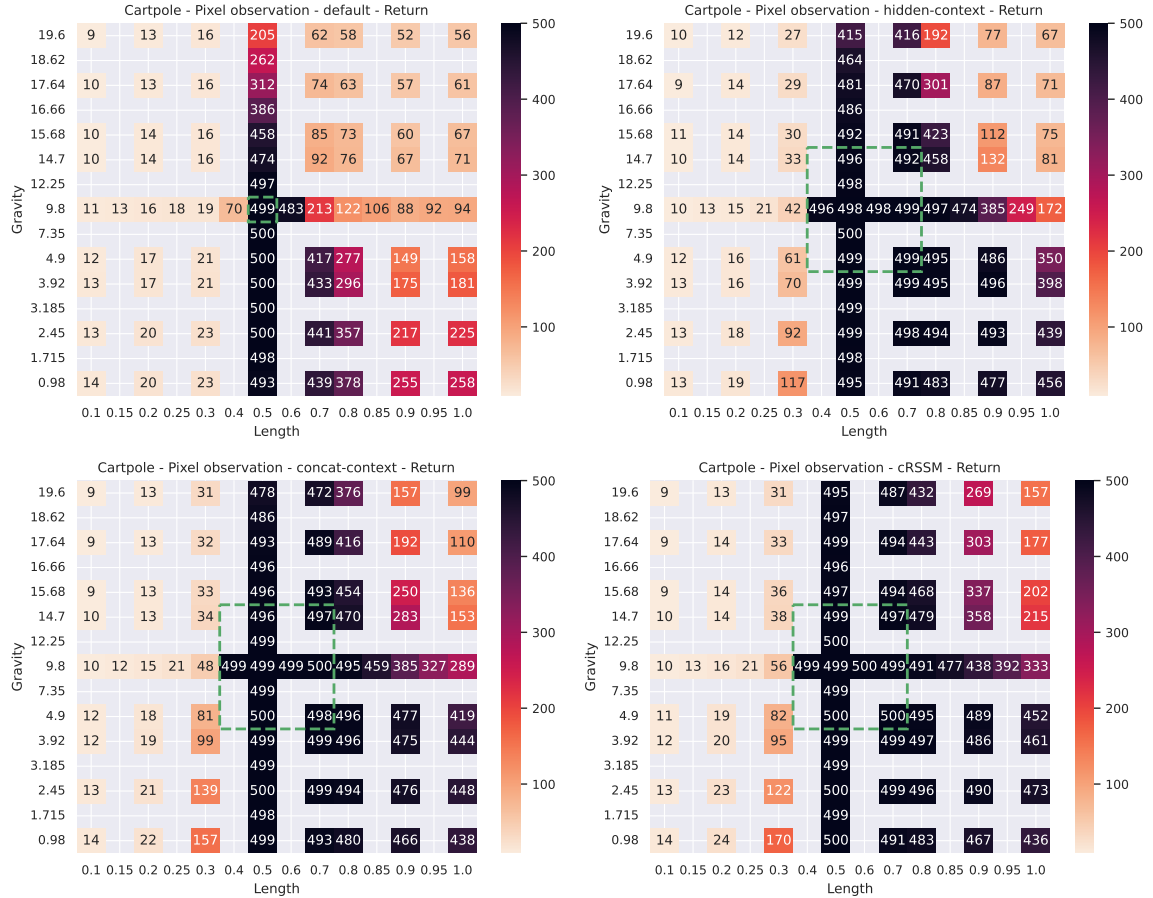 Cartpole - Pixel observation - default - Return
19.6 9 13 16 205 62 58 52 56
18.62 262
17.64 10 13 16 312 74 63 57 61
16.66 386
15.68 10 14 16 458 85 73 60 67
14.7 10 14 16 474 92 76 67 71
12.25 497
9.8 11 13 16 18 19 70 499 483 213 122 106 88 92 94
7.35 500
4.9 12 17 21 500 417 277 149 158
3.92 13 17 21 500 433 296 175 181
3.185 500
2.45 13 20 23 500 441 357 217 225
1.715 498
0.98 14 20 23 493 439 378 255 258
0.1 0.15 0.2 0.25 0.3 0.4 0.5 0.6 0.7 0.8 0.85 0.9 0.95 1.0
Length
Gravity
500
400
300
200
100
Cartpole - Pixel observation - hidden-context - Return
19.6 10 12 27 415 416 192 77 67
18.62 464
17.64 9 14 29 481 470 301 87 71
16.66 486
15.68 11 14 30 492 491 423 112 75
14.7 10 14 33 496 492 458 132 81
12.25 498
9.8 10 13 15 21 42 496 498 498 499 497 474 385 249 172
7.35 500
4.9 12 16 61 499 499 495 486 350
3.92 13 16 70 499 499 495 496 398
3.185 499
2.45 13 18 92 499 498 494 493 439
1.715 498
0.98 13 19 117 495 491 483 477 456
0.1 0.15 0.2 0.25 0.3 0.4 0.5 0.6 0.7 0.8 0.85 0.9 0.95 1.0
Length
Gravity
500
400
300
200
100
Cartpole - Pixel observation - concat-context - Return
19.6 9 13 31 478 472 376 157 99
18.62 486
17.64 9 13 32 493 489 416 192 110
16.66 496
15.68 9 13 33 496 493 454 250 136
14.7 10 13 34 496 497 470 283 153
12.25 499
9.8 10 12 15 21 48 499 499 499 500 495 459 385 327 289
7.35 499
4.9 12 18 81 500 498 496 477 419
3.92 12 19 99 499 499 496 475 444
3.185 499
2.45 13 21 139 500 499 494 476 448
1.715 498
0.98 14 22 157 499 493 480 466 438
0.1 0.15 0.2 0.25 0.3 0.4 0.5 0.6 0.7 0.8 0.85 0.9 0.95 1.0
Length
Gravity
500
400
300
200
100
Cartpole - Pixel observation - cRSSM - Return
19.6 9 13 31 495 487 432 269 157
18.62 497
17.64 9 14 33 499 494 443 303 177
16.66 496
15.68 9 14 36 497 494 468 337 202
14.7 10 14 38 499 497 479 358 215
12.25 500
9.8 10 13 16 21 56 499 499 500 499 491 477 438 392 333
7.35 499
4.9 11 19 82 500 500 495 489 452
3.92 12 20 95 499 499 497 486 461
3.185 499
2.45 13 23 122 500 499 496 490 473
1.715 499
0.98 14 24 170 500 491 483 467 436
0.1 0.15 0.2 0.25 0.3 0.4 0.5 0.6 0.7 0.8 0.85 0.9 0.95 1.0
Length
Gravity
500
400
300
200
100